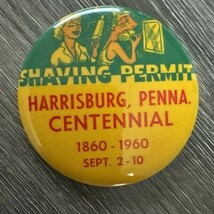 SHAVING PERMIT
HARRISBURG, PENNA.
CENTENNIAL
1860 - 1960
SEPT. 2-10